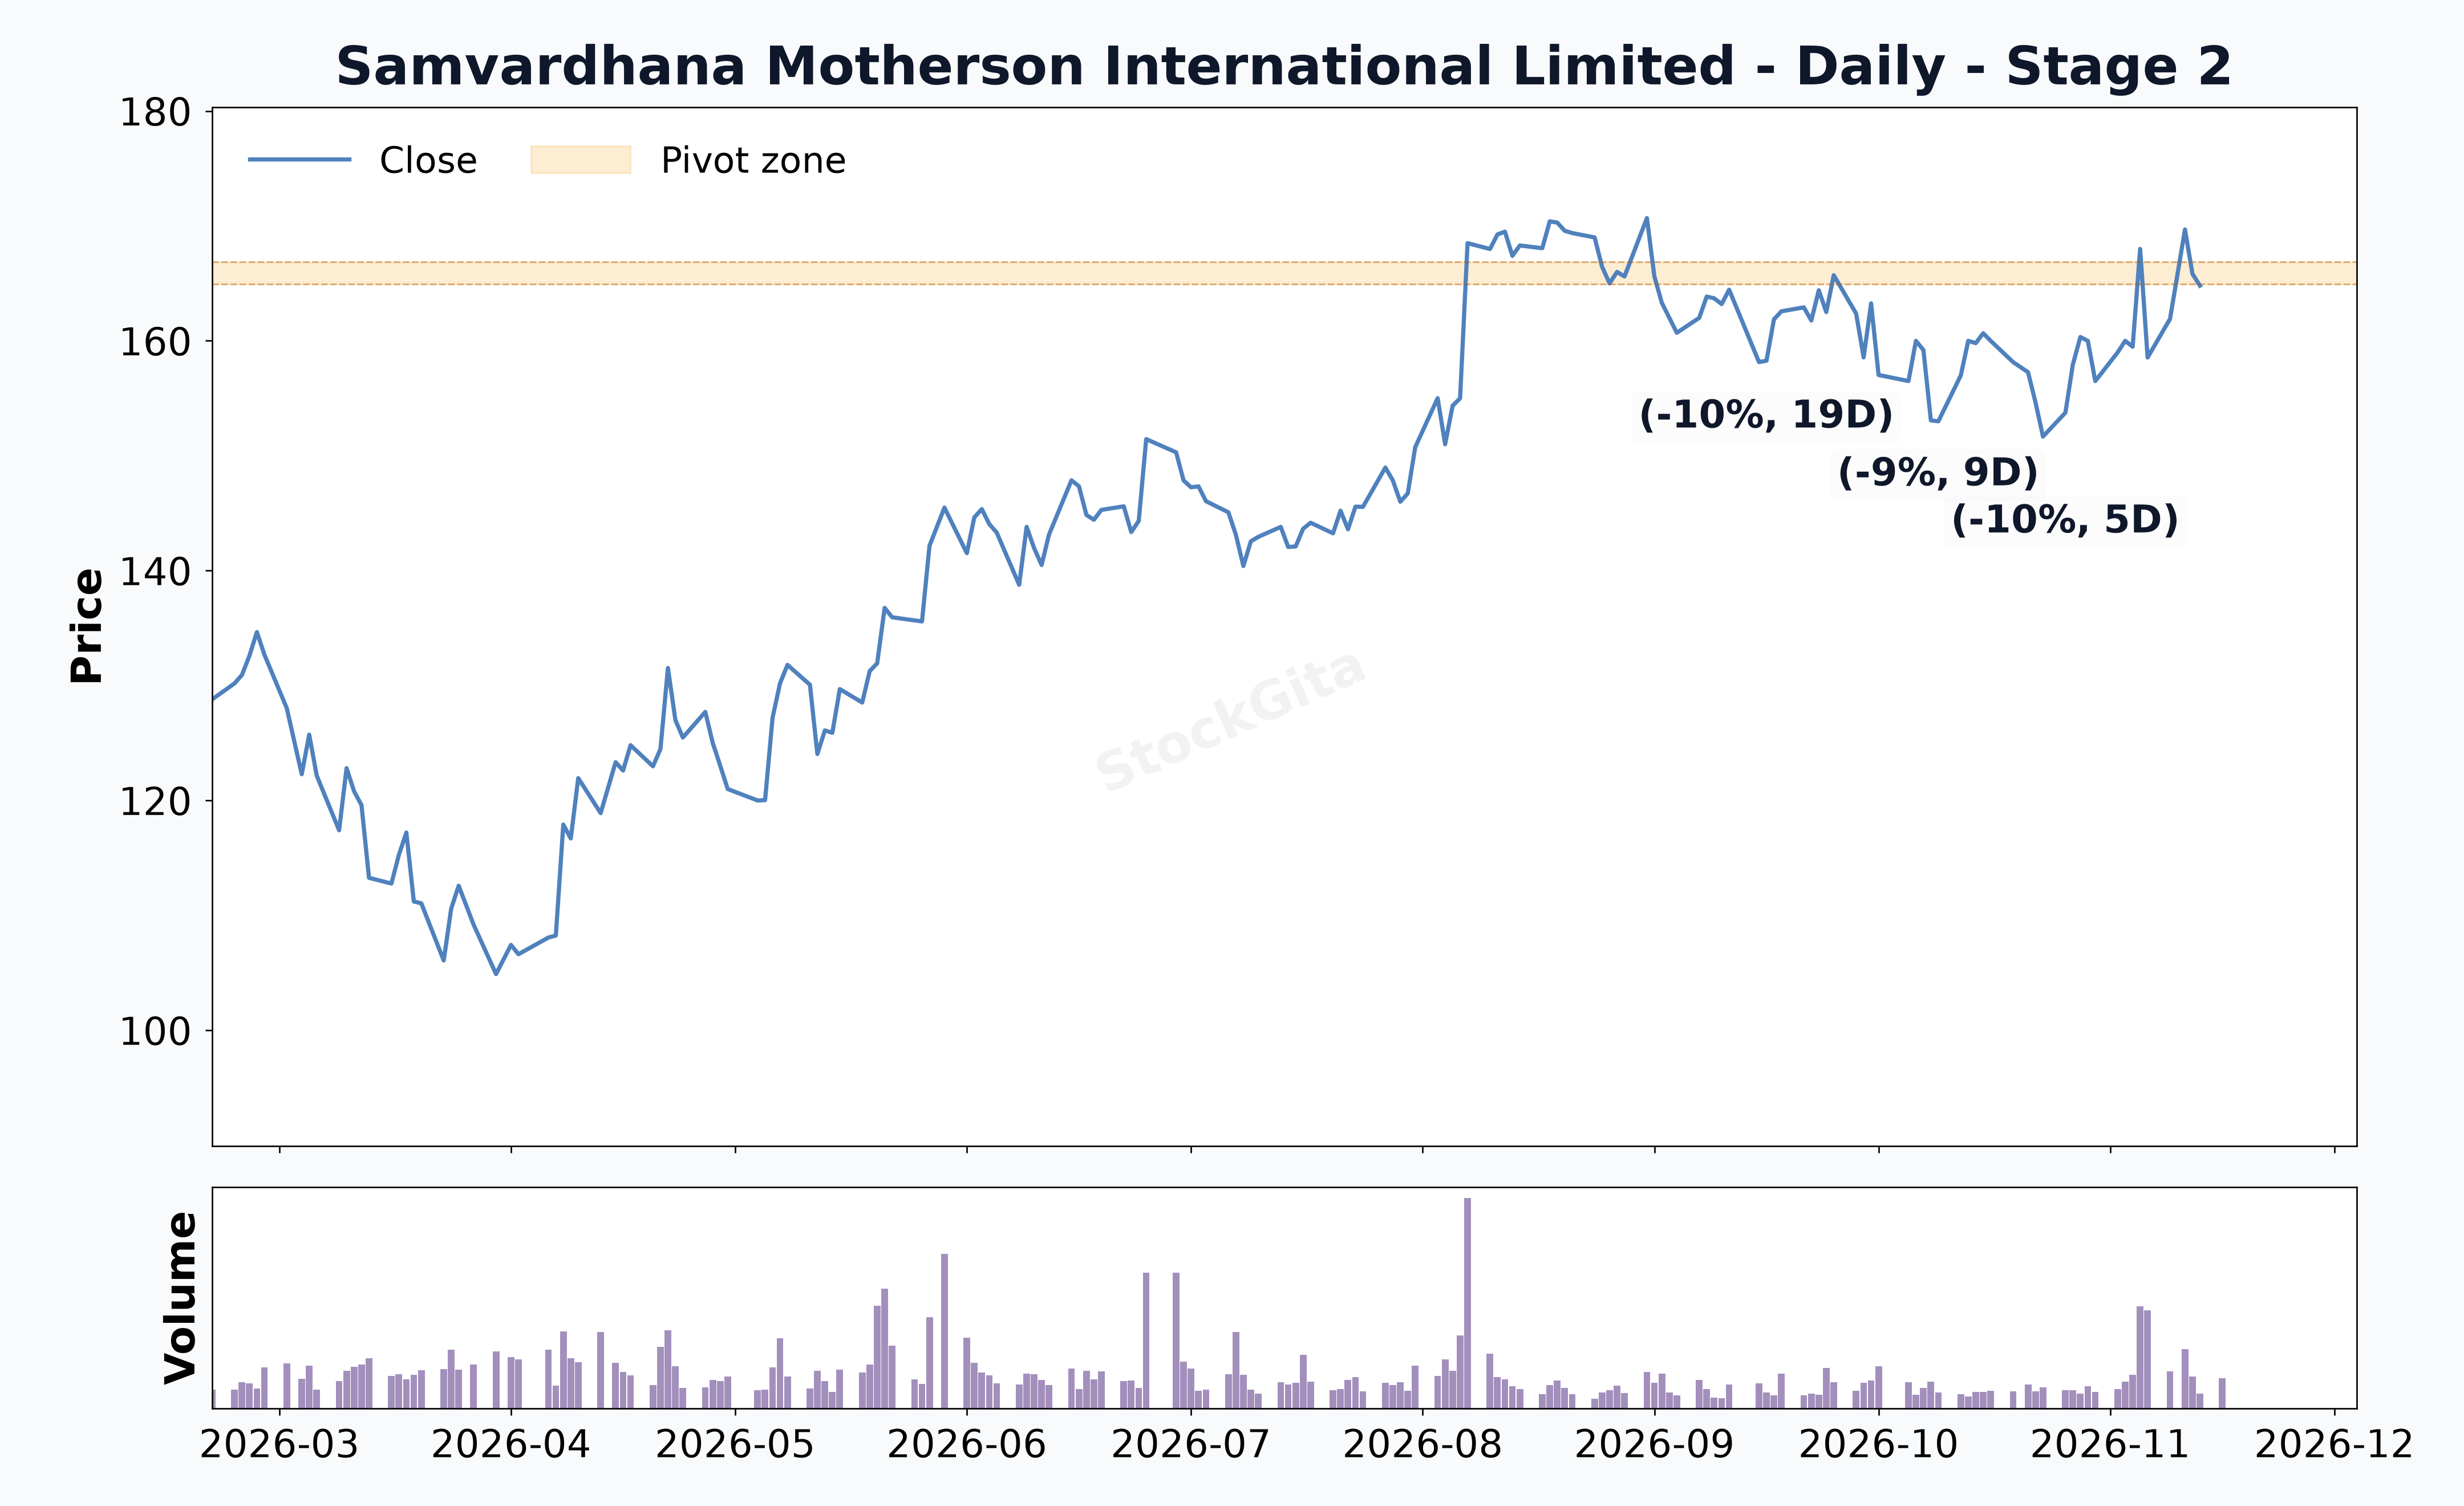 Samvardhana Motherson International Limited - Daily - Stage 2
180
Close
Pivot zone
160
(-10%, 19D)
(-9%, 9D)
(-10%, 5D)
140
Price
StockGita
120
100
Volume
2026-03 2026-04 2026-05 2026-06 2026-07 2026-08 2026-09 2026-10 2026-11 2026-12